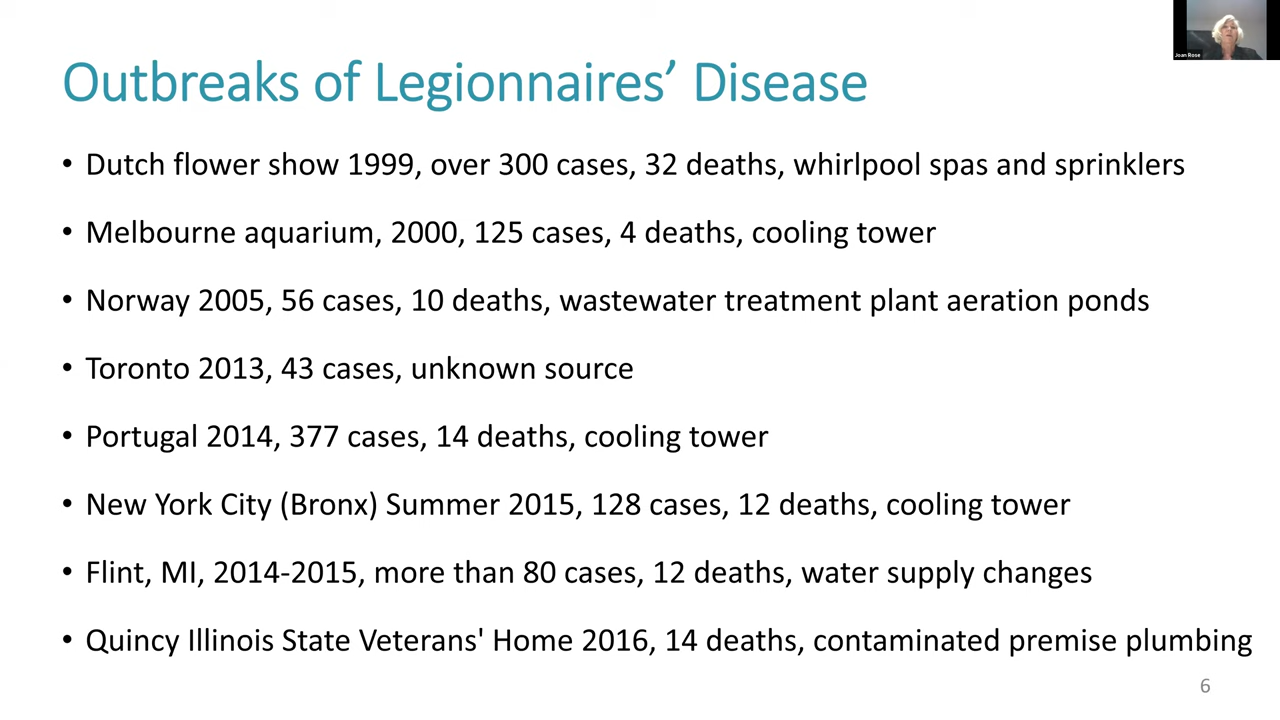 Joan Rose
Outbreaks of Legionnaires’ Disease
• Dutch flower show 1999, over 300 cases, 32 deaths, whirlpool spas and sprinklers
• Melbourne aquarium, 2000, 125 cases, 4 deaths, cooling tower
• Norway 2005, 56 cases, 10 deaths, wastewater treatment plant aeration ponds
• Toronto 2013, 43 cases, unknown source
• Portugal 2014, 377 cases, 14 deaths, cooling tower
• New York City (Bronx) Summer 2015, 128 cases, 12 deaths, cooling tower
• Flint, MI, 2014-2015, more than 80 cases, 12 deaths, water supply changes
• Quincy Illinois State Veterans' Home 2016, 14 deaths, contaminated premise plumbing
6